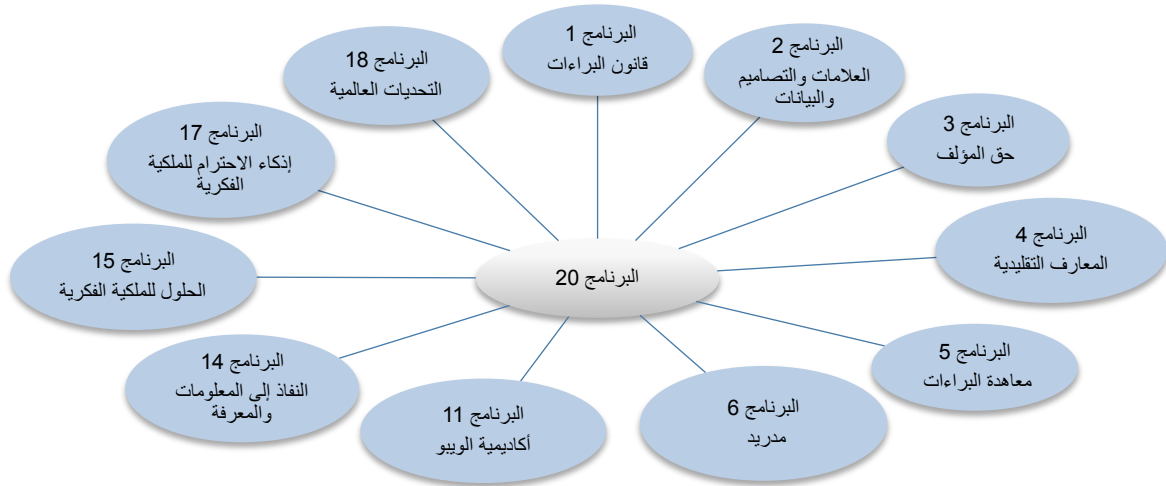 البرنامج 1
قانون البراءات
البرنامج 2
العلامات والتصاميم
والبيانات
البرنامج 3
حق المؤلف
البرنامج 4
المعارف التقليدية
البرنامج 5
معاهدة البراءات
البرنامج 6
مدريد
البرنامج 11
أكاديمية الويبو
البرنامج 14
النفاذ إلى المعلومات
والمعرفة
البرنامج 15
الحلول للملكية الفكرية
البرنامج 17
إذكاء الاحترام للملكية
الفكرية
البرنامج 18
التحديات العالمية
البرنامج 20